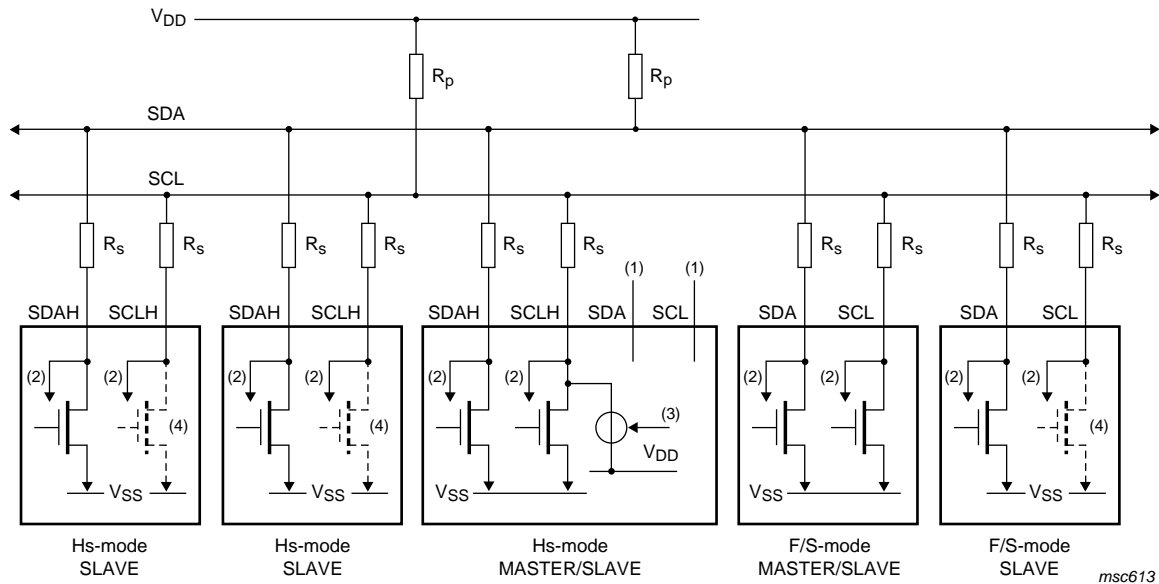 VDD
Rp Rp
SDA
SCL
Rs Rs Rs Rs Rs Rs Rs Rs Rs Rs
(1) (1)
SDAH SCLH SDAH SCLH SDAH SCLH SDA SCL SDA SCL SDA SCL
(2) (2) (2) (2) (2) (2) (2) (2) (2) (2)
(4) (4) (3) (4)
VDD
VSS VSS VSS VSS VSS
Hs-mode Hs-mode Hs-mode F/S-mode F/S-mode
SLAVE SLAVE MASTER/SLAVE MASTER/SLAVE SLAVE
msc613